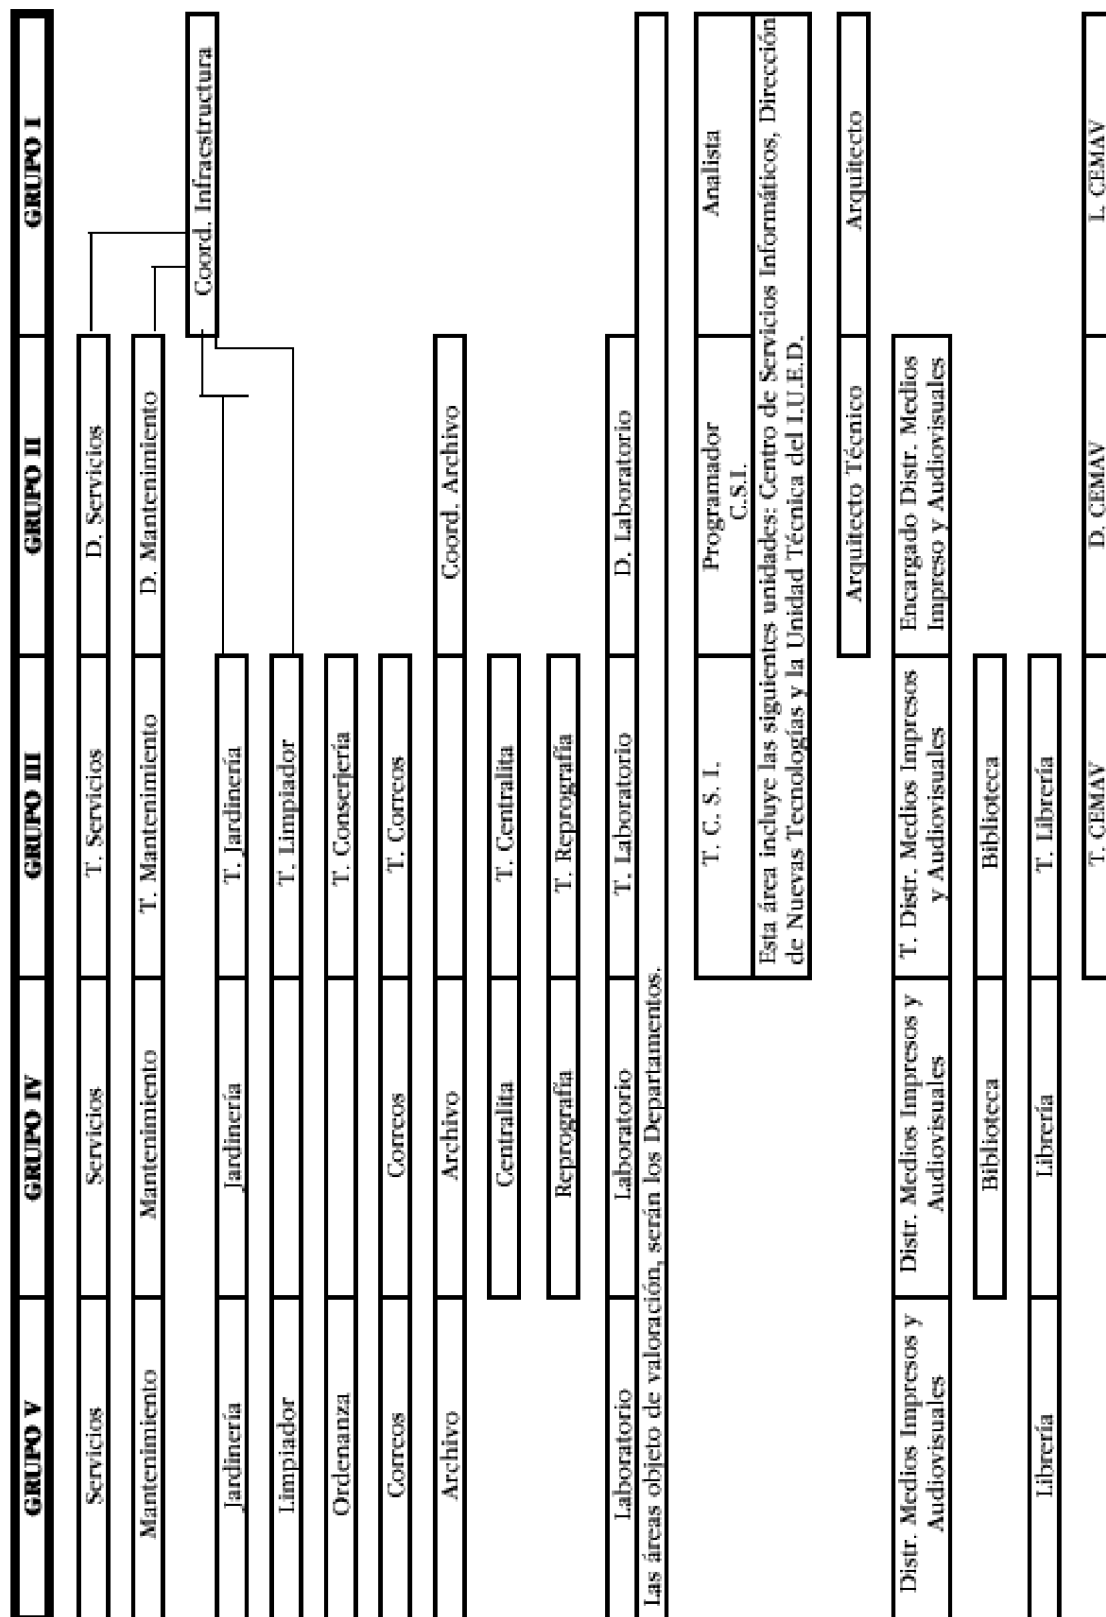 GRUPO V GRUPO IV GRUPO III GRUPO II GRUPO I
Servicios Servicios T. Servicios D. Servicios
Mantenimiento Mantenimiento T. Mantenimiento D. Mantenimiento
Coord. Infraestructura
Jardinería Jardinería T. Jardinería
Limpiador T. Limpiador
Ordenanza T. Conserjería
Correos Correos T. Correos
Archivo Archivo Coord. Archivo
Centralita T. Centralita
Reprografía T. Reprografía
Laboratorio Laboratorio T. Laboratorio D. Laboratorio
Las áreas objeto de valoración, serán los Departamentos.
T. C. S. I. Programador Analista
C.S.I.
Esta área incluye las siguientes unidades: Centro de Servicios Informáticos, Dirección
de Nuevas Tecnologías y la Unidad Técnica del I.U.E.D.
Arquitecto Técnico Arquitecto
Distr. Medios Impresos y Distr. Medios Impresos y T. Distr. Medios Impresos Encargado Distr. Medios
Audiovisuales Audiovisuales y Audiovisuales Impreso y Audiovisuales
Biblioteca Biblioteca
Librería Librería T. Librería
T. CEMAV D. CEMAV I. CEMAV